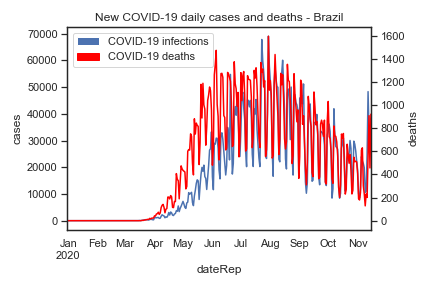 New COVID-19 daily cases and deaths - Brazil
COVID-19 infections
COVID-19 deaths
70000
60000
50000
40000
30000
20000
10000
0
cases
1600
1400
1200
1000
800
600
400
200
0
deaths
Jan Feb Mar Apr May Jun Jul Aug Sep Oct Nov
2020
dateRep